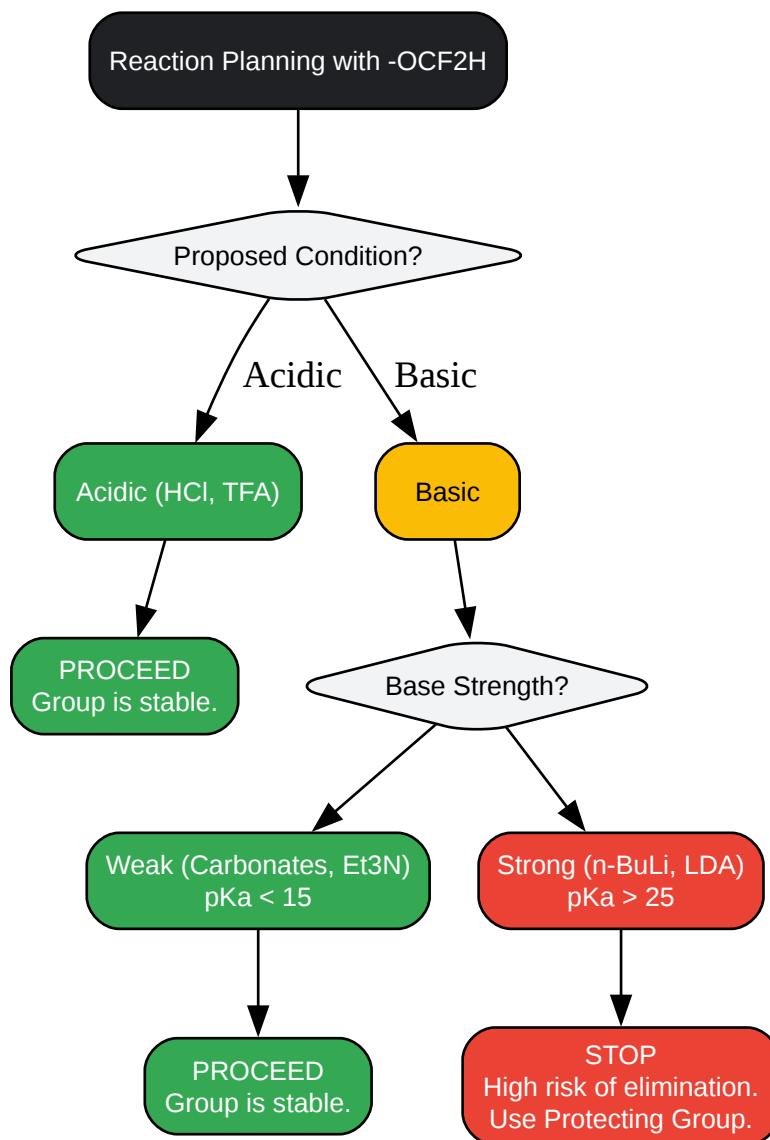 Reaction Planning with -OCF2H
Proposed Condition?
Acidic
Basic
Acidic (HCl, TFA)
Basic
PROCEED
Group is stable.
Base Strength?
Weak (Carbonates, Et3N)
pKa < 15
Strong (n-BuLi, LDA)
pKa > 25
PROCEED
Group is stable.
STOP
High risk of elimination.
Use Protecting Group.